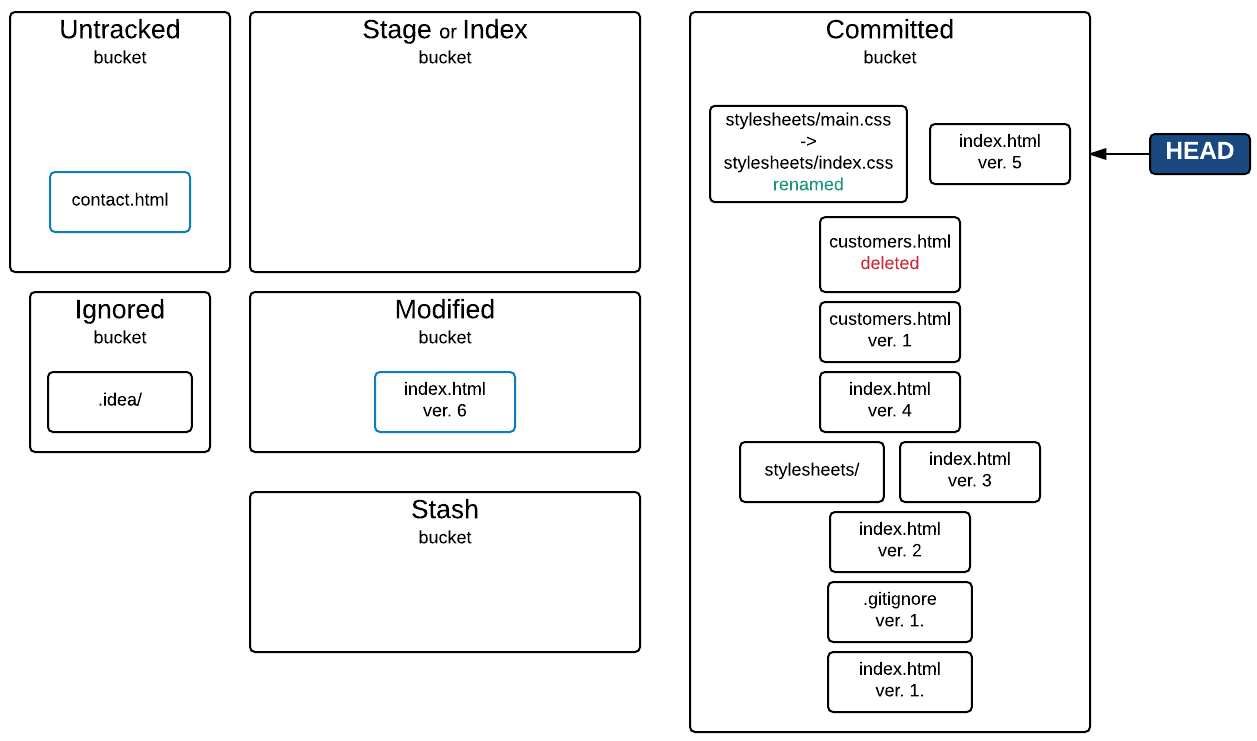 Untracked
bucket
contact.html
Stage or Index
bucket
Committed
bucket
stylesheets/main.css
->
stylesheets/index.css
renamed
index.html
ver. 5
HEAD
customers.html
deleted
customers.html
ver. 1
index.html
ver. 4
stylesheets/
index.html
ver. 3
index.html
ver. 2
.gitignore
ver. 1.
index.html
ver. 1.
Ignored
bucket
.idea/
Modified
bucket
index.html
ver. 6
Stash
bucket